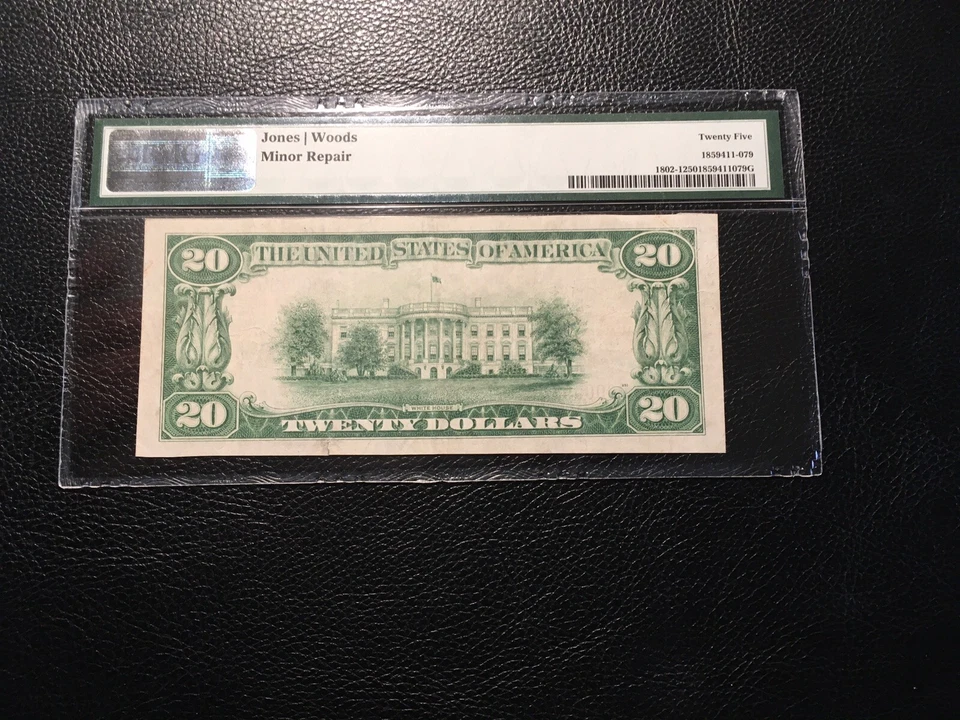 Jones | Woods
Minor Repair
Twenty Five
1859411-079
1802-12501859411079G
20 THE UNITED STATES OF AMERICA 20
WHITE HOUSE
20 TWENTY DOLLARS 20